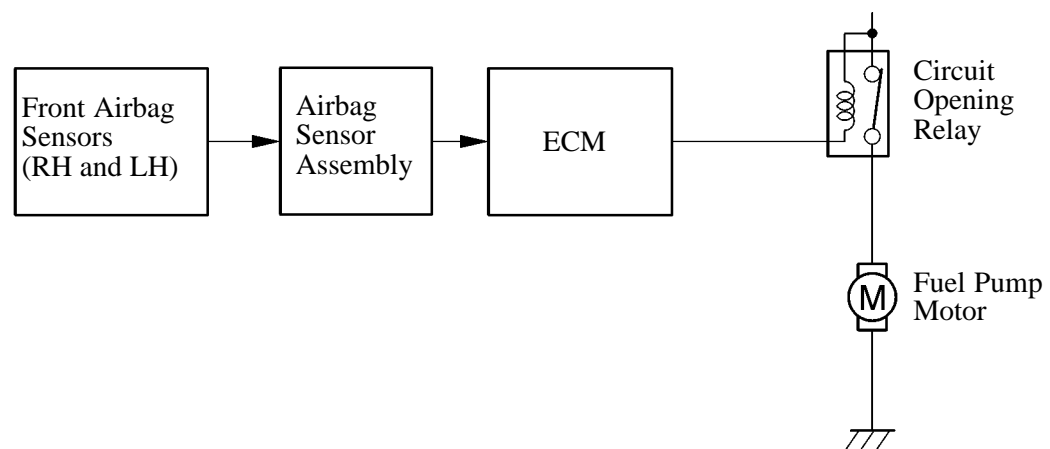 Front Airbag
Sensors
(RH and LH)
Airbag
Sensor
Assembly
ECM
Circuit
Opening
Relay
M
Fuel Pump
Motor